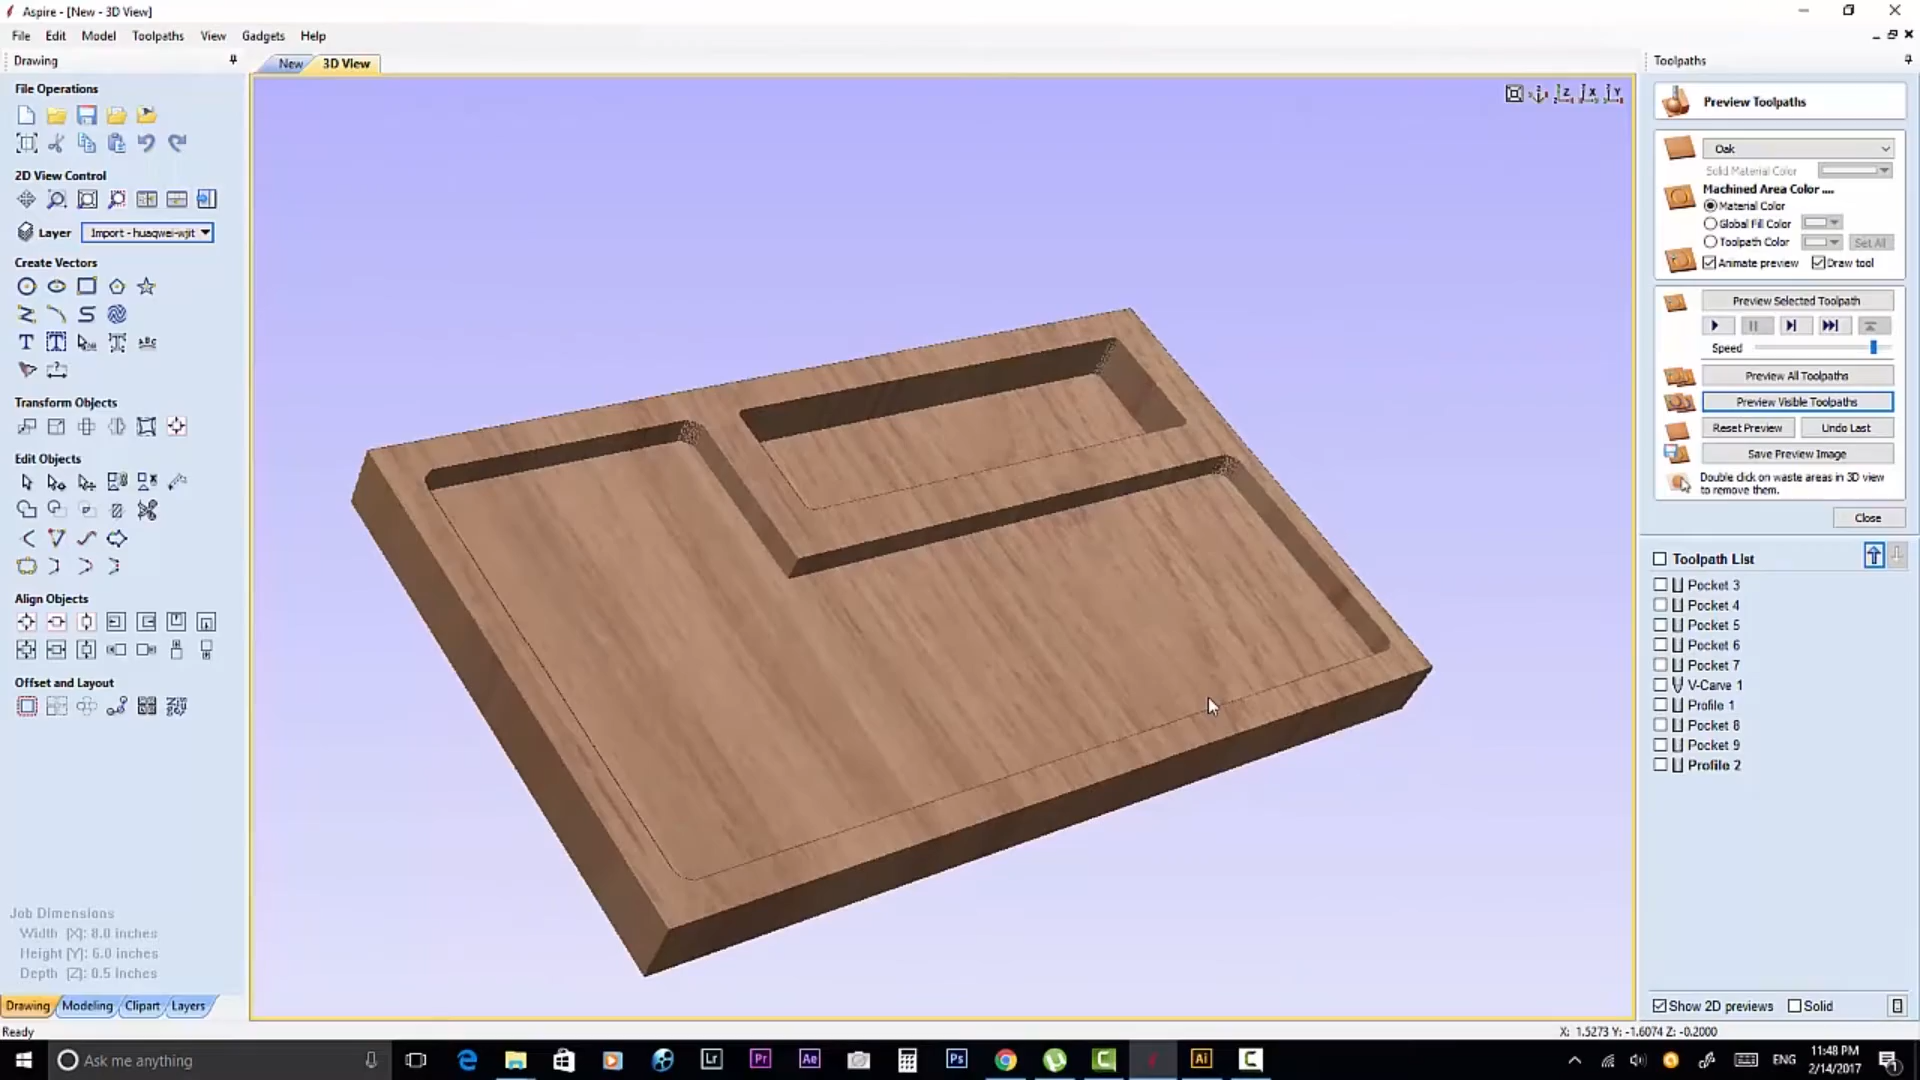 Aspire - [New - 3D View]
File Edit Model Toolpaths View Gadgets Help
Drawing
New 3D View
Toolpaths
File Operations
2D View Control
Layer Import - huaqwei-wjit
Create Vectors
Transform Objects
Edit Objects
Align Objects
Offset and Layout
Job Dimensions
Width [X]: 8.0 inches
Height [Y]: 6.0 inches
Depth [Z]: 0.5 inches
Drawing Modeling Clipart Layers
Ready
Preview Toolpaths
Oak
Solid Material Color
Machined Area Color ....
Material Color
Global Fill Color
Toolpath Color Set All
Animate preview Draw tool
Preview Selected Toolpath
Speed
Preview All Toolpaths
Preview Visible Toolpaths
Reset Preview Undo Last
Save Preview Image
Double click on waste areas in 3D view
to remove them.
Close
Toolpath List
Pocket 3
Pocket 4
Pocket 5
Pocket 6
Pocket 7
V-Carve 1
Profile 1
Pocket 8
Pocket 9
Profile 2
Show 2D previews Solid
X: 1.5273 Y: -1.6074 Z: -0.2000
Ask me anything
Lr Pr Ae Ps Ai
ENG
11:48 PM
2/14/2017